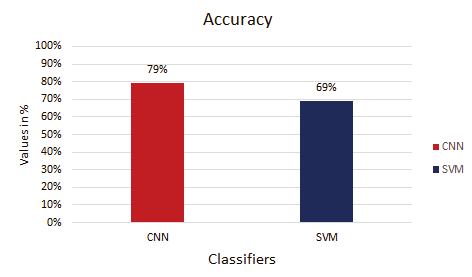 Accuracy
100%
90%
80%
70%
60%
50%
40%
30%
20%
10%
0%
Values in %
79%
69%
CNN
SVM
CNN
SVM
Classifiers